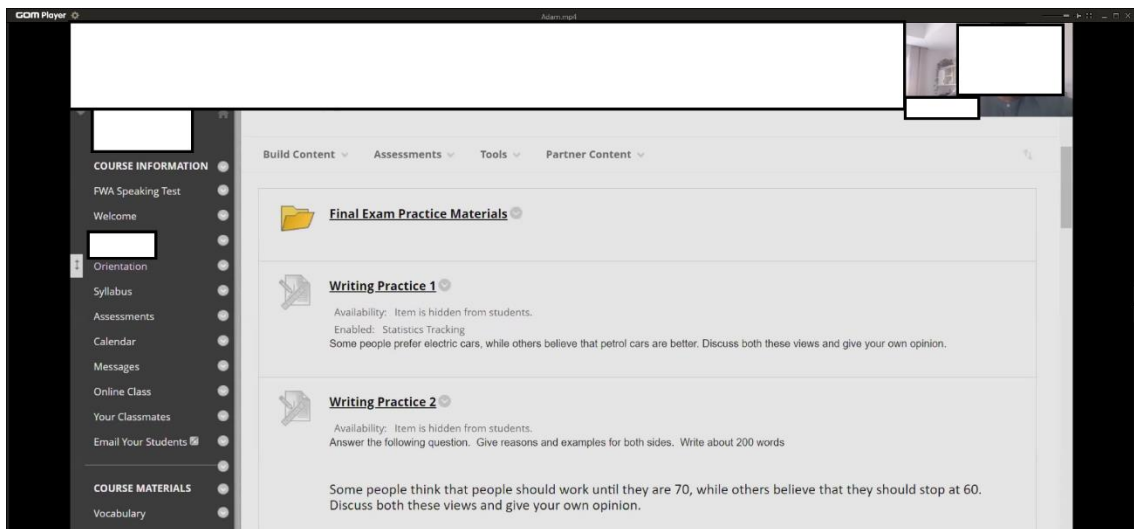 GOM Player
Adam.mp4
Build Content
Assessments
Tools
Partner Content
COURSE INFORMATION
FWA Speaking Test
Welcome
Orientation
Syllabus
Assessments
Calendar
Messages
Online Class
Your Classmates
Email Your Students
COURSE MATERIALS
Vocabulary
Final Exam Practice Materials
Writing Practice 1
Availability: Item is hidden from students.
Enabled: Statistics Tracking
Some people prefer electric cars, while others believe that petrol cars are better. Discuss both these views and give your own opinion.
Writing Practice 2
Availability: Item is hidden from students.
Answer the following question. Give reasons and examples for both sides. Write about 200 words
Some people think that people should work until they are 70, while others believe that they should stop at 60.
Discuss both these views and give your own opinion.